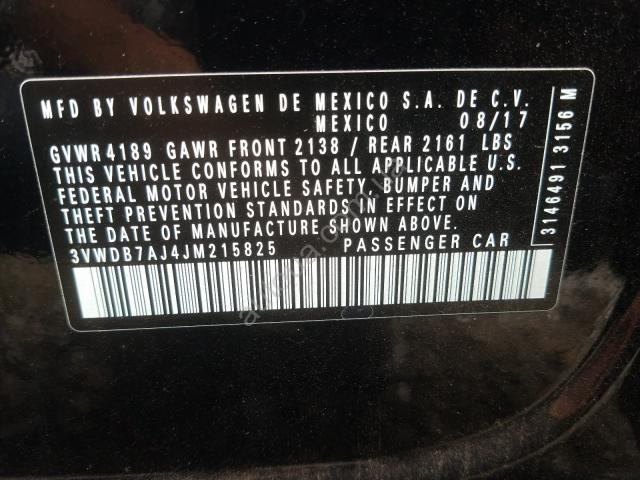 MFD BY VOLKSWAGEN DE MEXICO S.A. DE C.V.
MEXICO 08/17
GVWR 4189 GAWR FRONT 2138 / REAR 2161 LBS
THIS VEHICLE CONFORMS TO ALL APPLICABLE U.S.
FEDERAL MOTOR VEHICLE SAFETY, BUMPER AND
THEFT PREVENTION STANDARDS IN EFFECT ON
THE DATE OF MANUFACTURE SHOWN ABOVE.
3VWDB7AJ4JM215825 PASSENGER CAR
3146491 3156 M